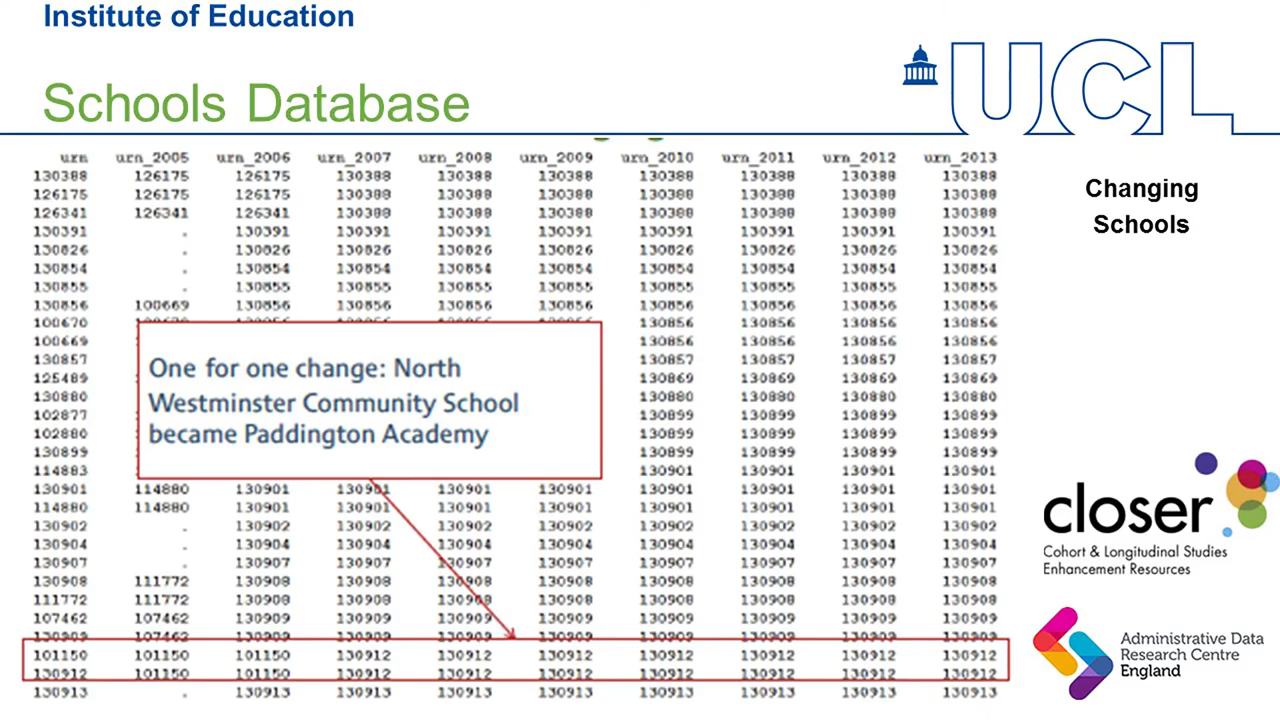 Institute of Education
UCL
Schools Database
urn urn_2005 urn_2006 urn_2007 urn_2008 urn_2009 urn_2010 urn_2011 urn_2012 urn_2013
130388 126175 126175 130388 130388 130388 130388 130388 130388 130388
126175 126175 126175 130388 130388 130388 130388 130388 130388 130388
126341 126341 126341 130388 130388 130388 130388 130388 130388 130388
130391 . 130391 130391 130391 130391 130391 130391 130391 130391
130826 . 130826 130826 130826 130826 130826 130826 130826 130826
130854 . 130854 130854 130854 130854 130854 130854 130854 130854
130855 . 130855 130855 130855 130855 130855 130855 130855 130855
130856 100669 130856 130856 130856 130856 130856 130856 130856 130856
100670 130856 130856 130856 130856
100669 130856 130856 130856 130856
130857 130857 130857 130857 130857
125489 130869 130869 130869 130869
130880 130880 130880 130880 130880
102877 130899 130899 130899 130899
102880 130899 130899 130899 130899
130899 130899 130899 130899 130899
114883 130901 130901 130901 130901
One for one change: North
Westminster Community School
became Paddington Academy
130901 114880 130901 130901 130901 130901 130901 130901 130901 130901
114880 114880 130901 130901 130901 130901 130901 130901 130901 130901
130902 . 130902 130902 130902 130902 130902 130902 130902 130902
130904 . 130904 130904 130904 130904 130904 130904 130904 130904
130907 . 130907 130907 130907 130907 130907 130907 130907 130907
130908 111772 130908 130908 130908 130908 130908 130908 130908 130908
111772 111772 130908 130908 130908 130908 130908 130908 130908 130908
107462 107462 130909 130909 130909 130909 130909 130909 130909 130909
130909 107462 130909 130909 130909 130909 130909 130909 130909 130909
101150 101150 101150 130912 130912 130912 130912 130912 130912 130912
130912 101150 101150 130912 130912 130912 130912 130912 130912 130912
130913 . 130913 130913 130913 130913 130913 130913 130913 130913
Changing
Schools
closer
Cohort & Longitudinal Studies
Enhancement Resources
Administrative Data
Research Centre
England